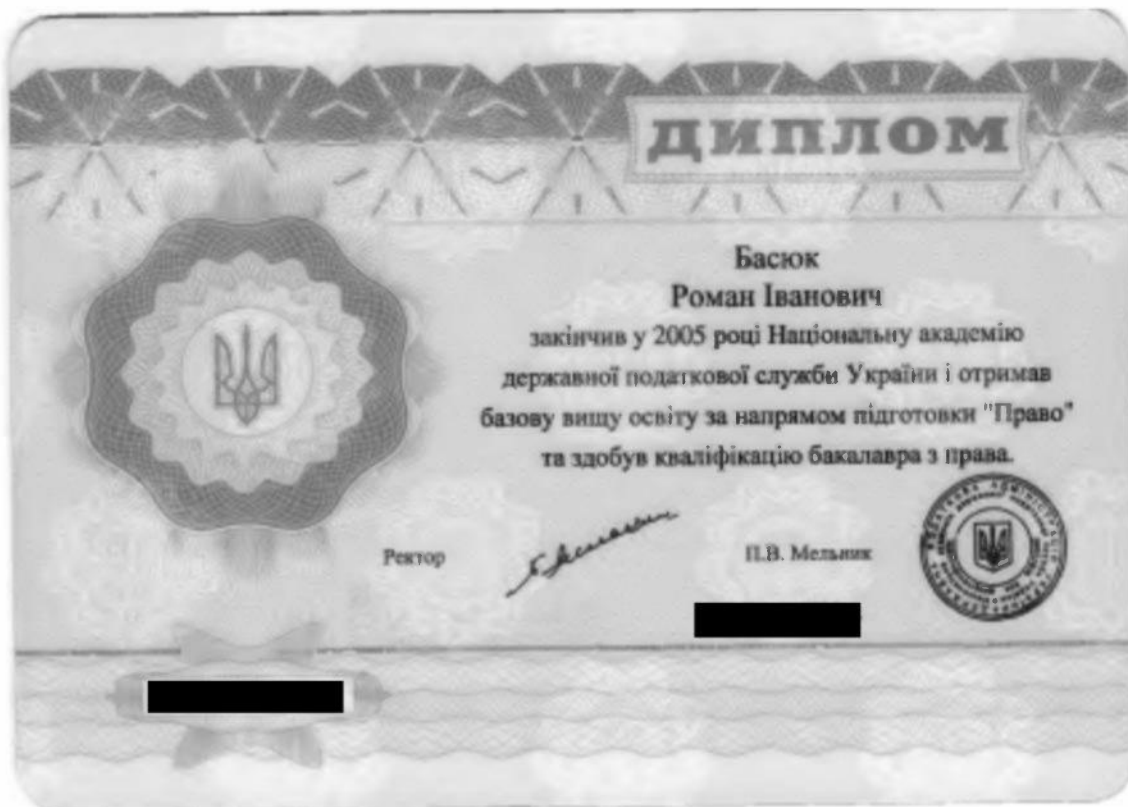 ДИПЛОМ
Басюк
Роман Іванович
закінчив у 2005 році Національну академію
державної податкової служби України і отримав
базову вищу освіту за напрямом підготовки "Право"
та здобув кваліфікацію бакалавра з права.
Ректор
П.В. Мельник